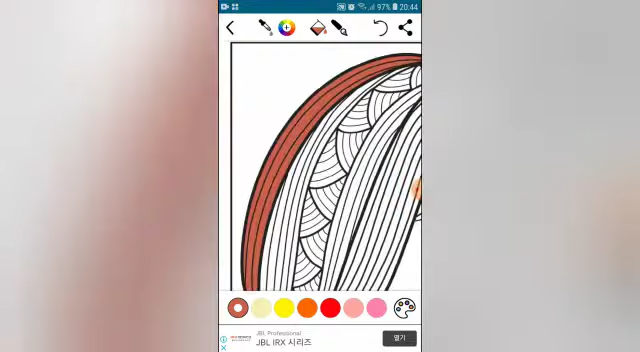 97% 20:44
JBL Professional
JBL IRX 시리즈
열기